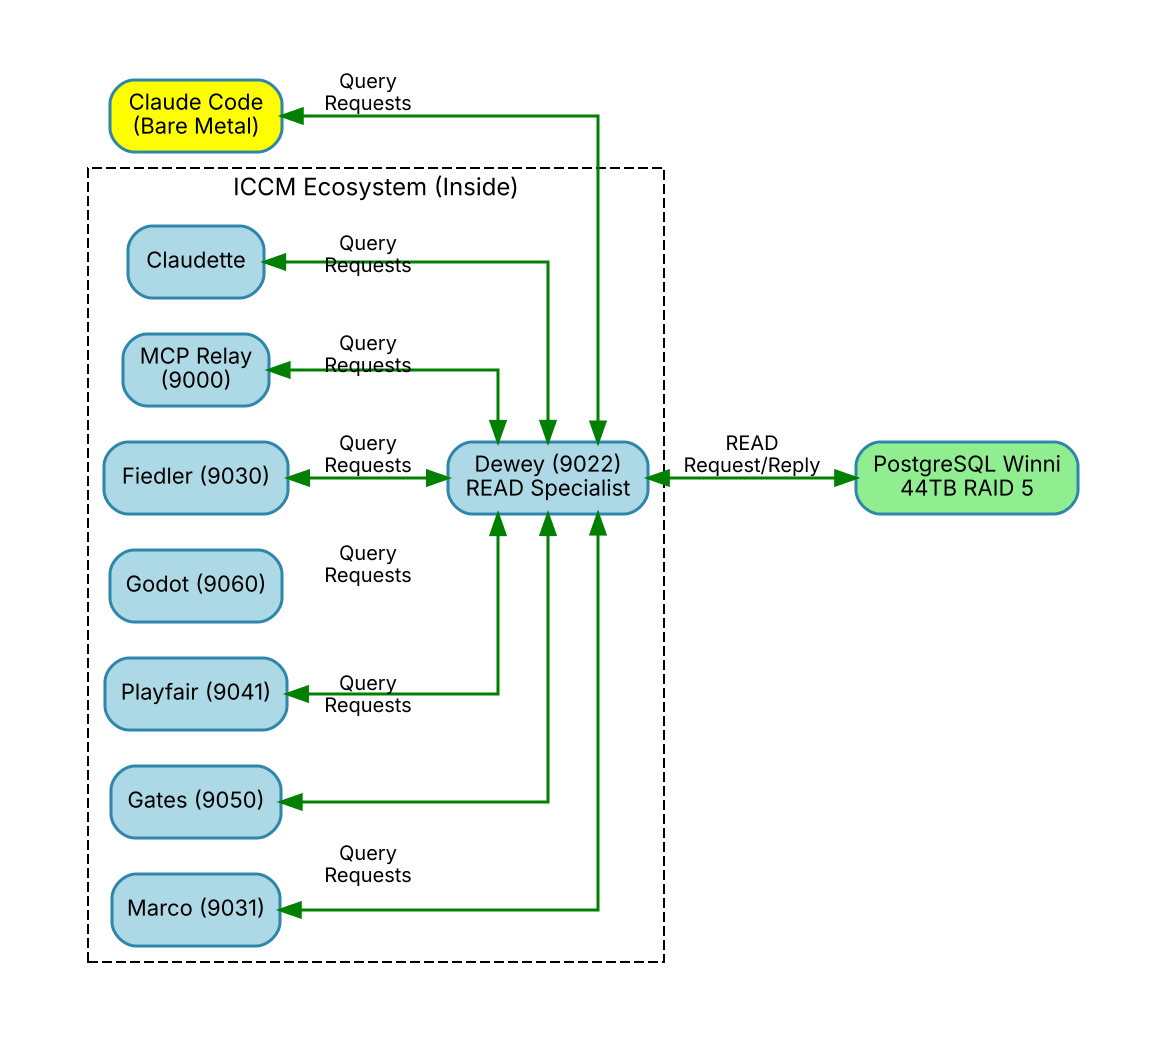 Claude Code
(Bare Metal)
Query
Requests
ICCM Ecosystem (Inside)
Claudette
Query
Requests
MCP Relay
(9000)
Query
Requests
Fiedler (9030)
Query
Requests
Dewey (9022)
READ Specialist
READ
Request/Reply
PostgreSQL Winni
44TB RAID 5
Godot (9060)
Query
Requests
Playfair (9041)
Query
Requests
Gates (9050)
Query
Requests
Marco (9031)